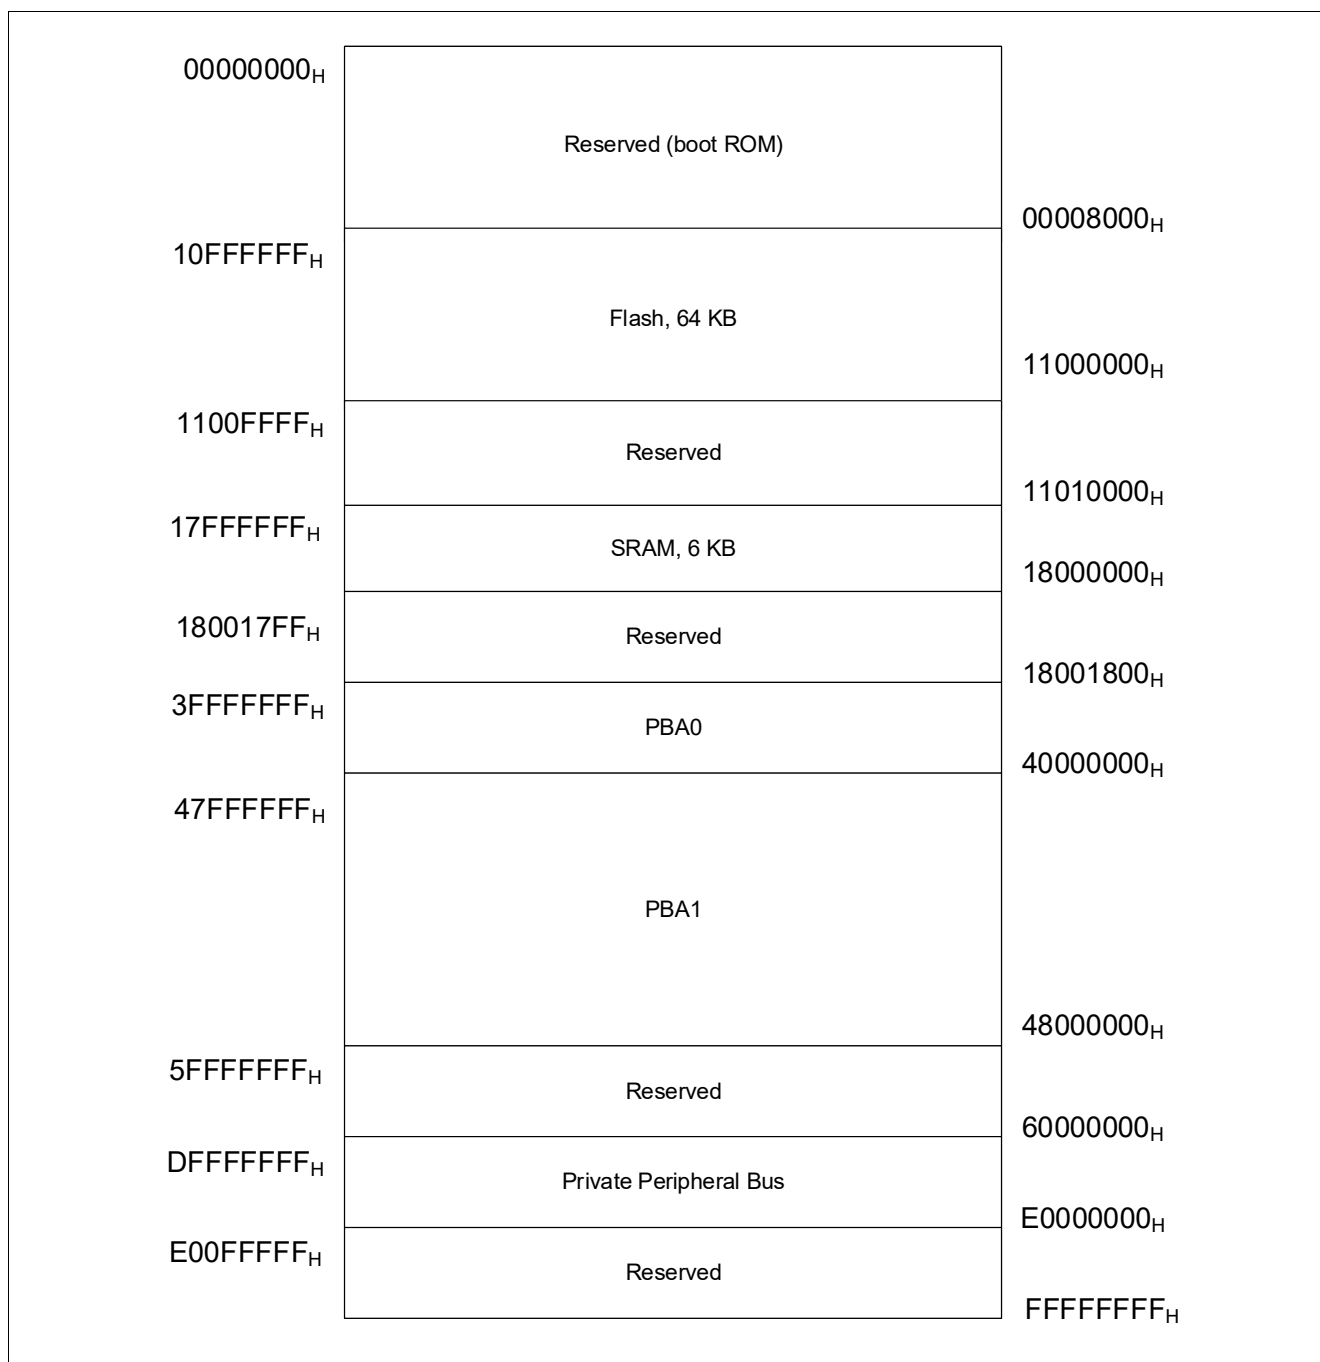 00000000H
Reserved (boot ROM)
00008000H
10FFFFFFH
Flash, 64 KB
11000000H
1100FFFFH
Reserved
11010000H
17FFFFFFH
SRAM, 6 KB
18000000H
180017FFH
Reserved
18001800H
3FFFFFFFH
PBA0
40000000H
47FFFFFFH
PBA1
48000000H
5FFFFFFFH
Reserved
60000000H
DFFFFFFFH
Private Peripheral Bus
E0000000H
E00FFFFFH
Reserved
FFFFFFFFH